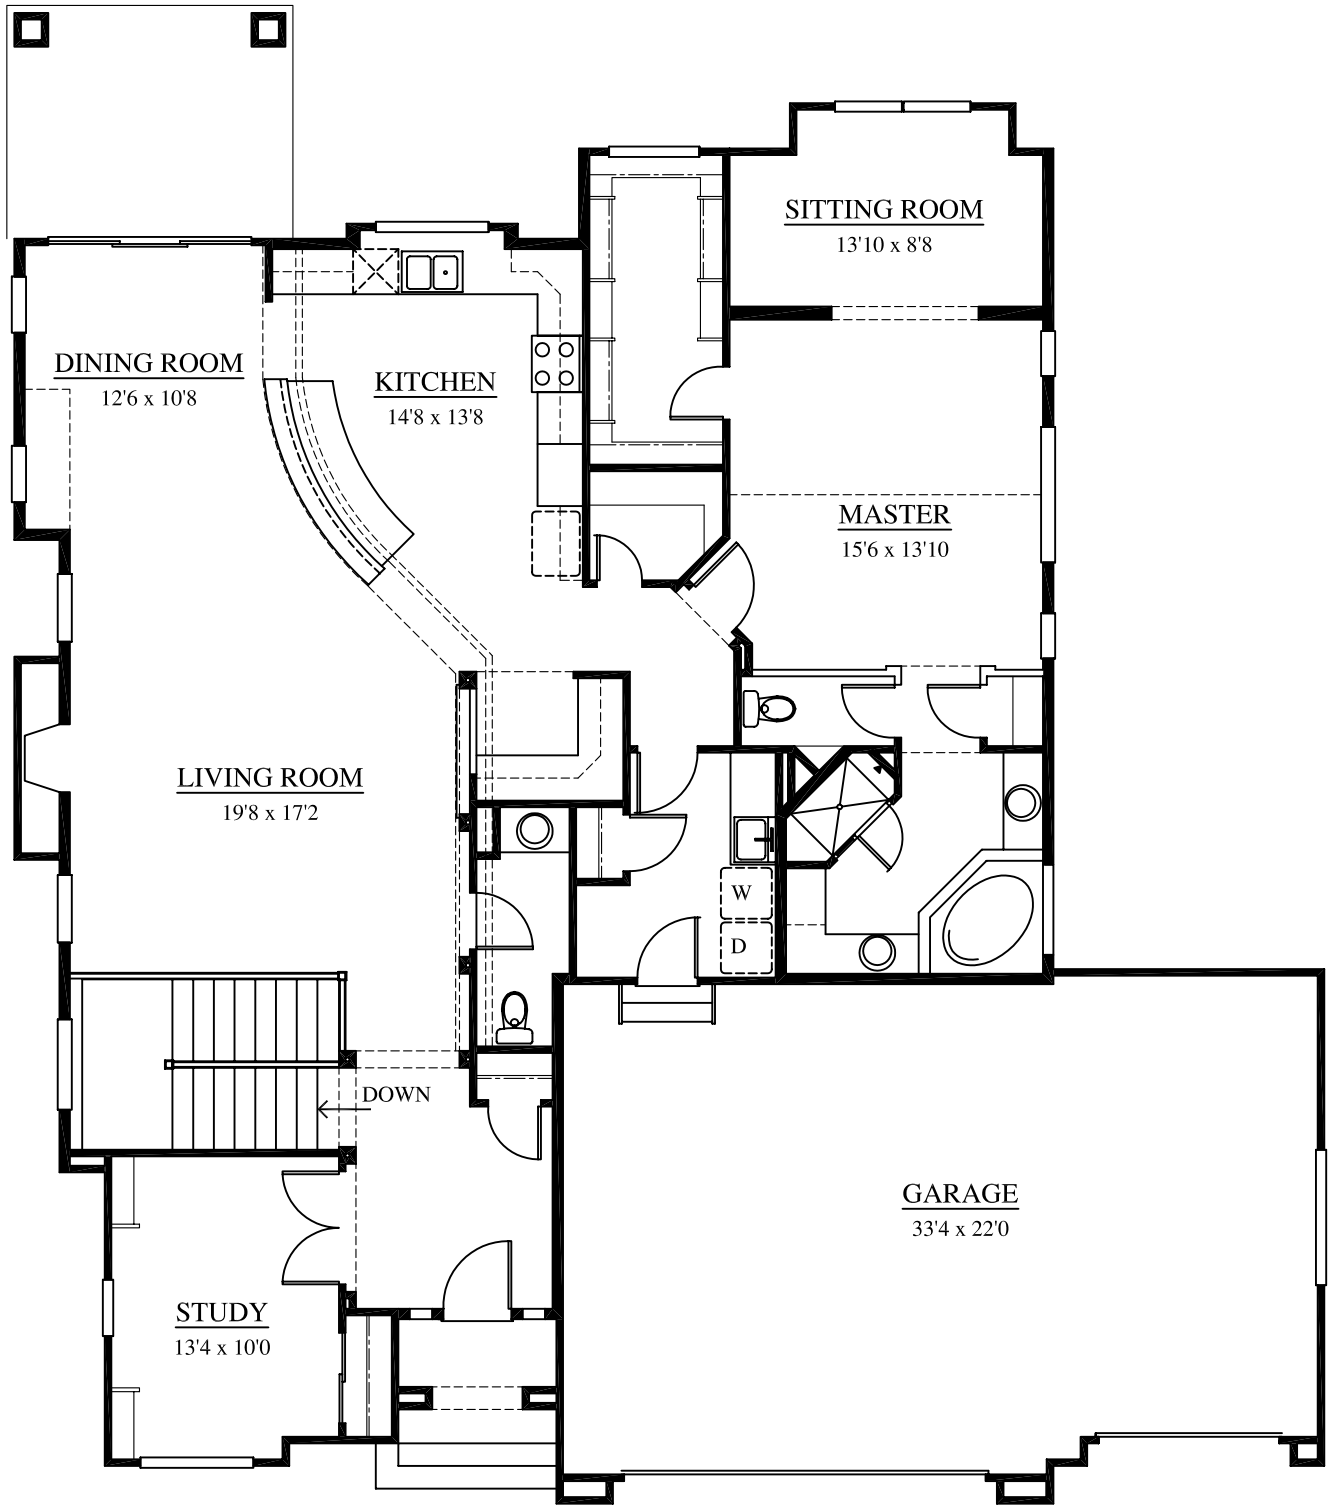 SITTING ROOM
13'10 x 8'8
DINING ROOM
12'6 x 10'8
KITCHEN
14'8 x 13'8
MASTER
15'6 x 13'10
LIVING ROOM
19'8 x 17'2
W
D
DOWN
GARAGE
33'4 x 22'0
STUDY
13'4 x 10'0